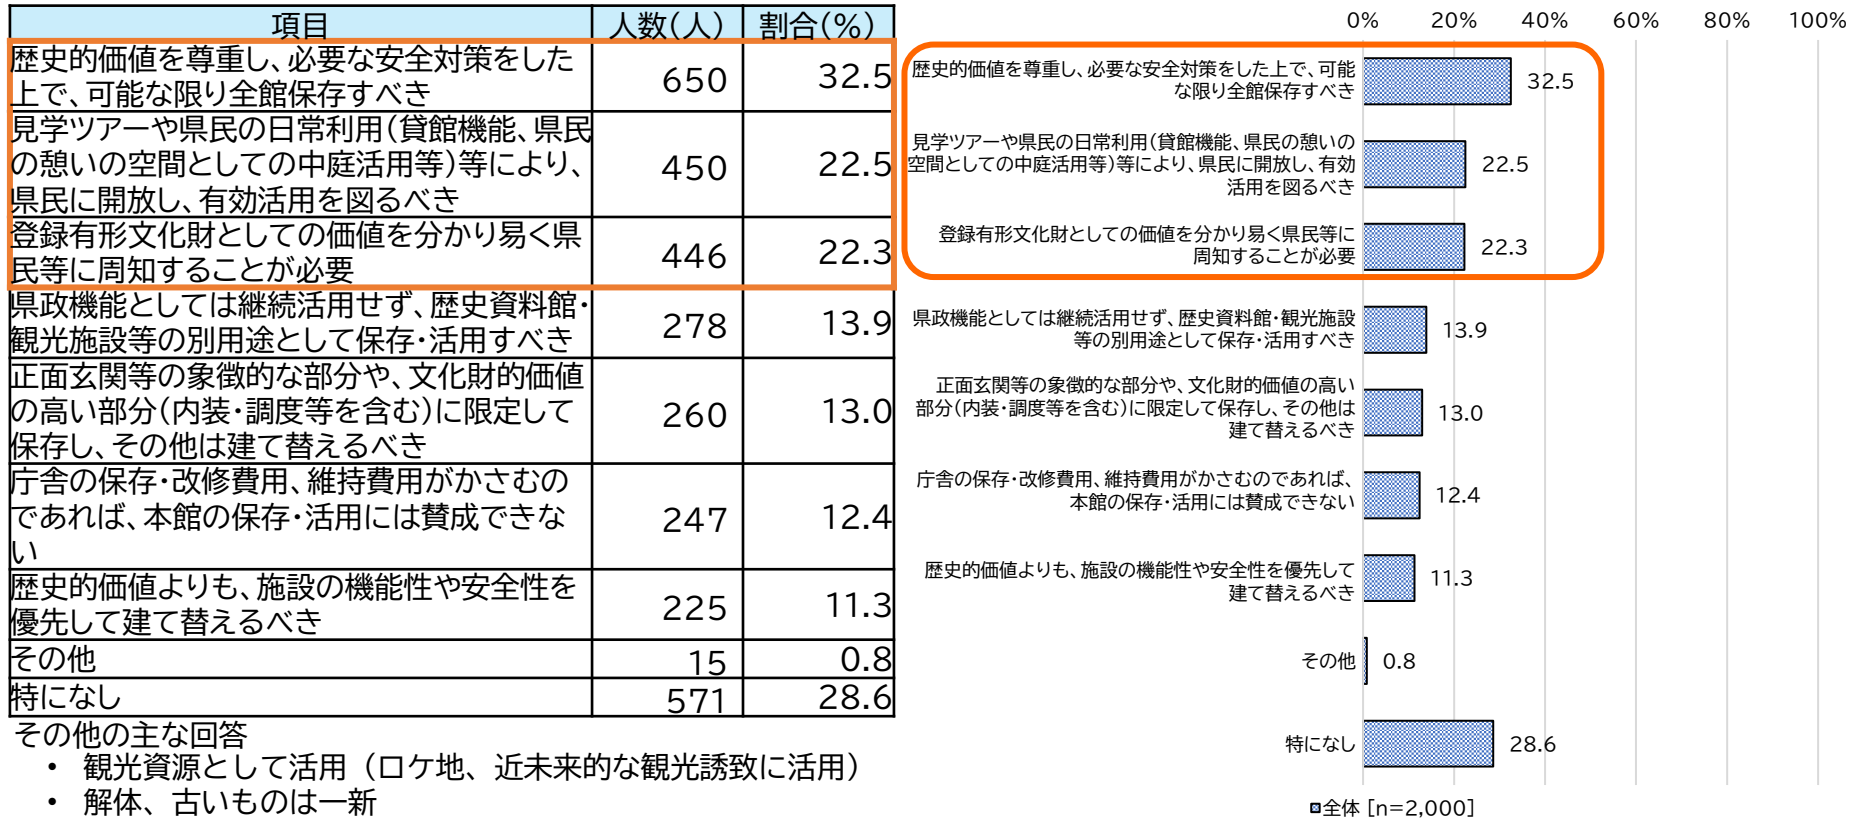 項目 人数(人) 割合(%)
歴史的価値を尊重し、必要な安全対策をした
上で、可能な限り全館保存すべき
650 32.5
見学ツアーや県民の日常利用(貸館機能、県民
の憩いの空間としての中庭活用等)等により、
県民に開放し、有効活用を図るべき
450 22.5
登録有形文化財としての価値を分かり易く県
民等に周知することが必要
446 22.3
県政機能としては継続活用せず、歴史資料館・
観光施設等の別用途として保存・活用すべき
278 13.9
正面玄関等の象徴的な部分や、文化財的価値
の高い部分(内装・調度等を含む)に限定して
保存し、その他は建て替えるべき
260 13.0
庁舎の保存・改修費用、維持費用がかさむの
であれば、本館の保存・活用には賛成できな
い
247 12.4
歴史的価値よりも、施設の機能性や安全性を
優先して建て替えるべき
225 11.3
その他 15 0.8
特になし 571 28.6
その他の主な回答
• 観光資源として活用（ロケ地、近未来的な観光誘致に活用）
• 解体、古いものは一新
0% 20% 40% 60% 80% 100%
歴史的価値を尊重し、必要な安全対策をした上で、可能
な限り全館保存すべき
32.5
見学ツアーや県民の日常利用(貸館機能、県民の憩いの
空間としての中庭活用等)等により、県民に開放し、有効
活用を図るべき
22.5
登録有形文化財としての価値を分かり易く県民等に
周知することが必要
22.3
県政機能としては継続活用せず、歴史資料館・観光施設
等の別用途として保存・活用すべき
13.9
正面玄関等の象徴的な部分や、文化財的価値の高い
部分(内装・調度等を含む)に限定して保存し、その他は
建て替えるべき
13.0
庁舎の保存・改修費用、維持費用がかさむのであれば、
本館の保存・活用には賛成できない
12.4
歴史的価値よりも、施設の機能性や安全性を優先して
建て替えるべき
11.3
その他 0.8
特になし 28.6
全体 [n=2,000]